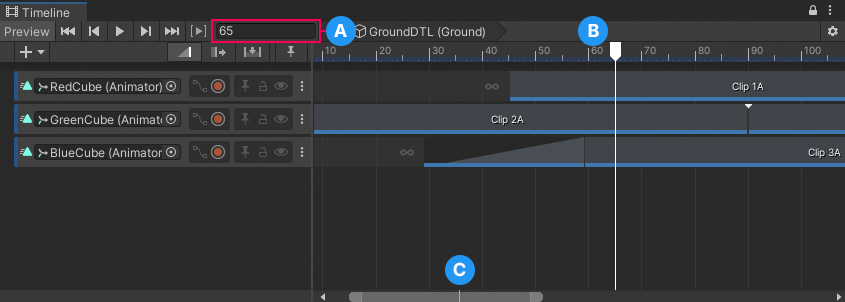 Timeline
Preview 65 A GroundDTL (Ground) B
10 20 30 40 50 60 70 80 90 100
RedCube (Animator) Clip 1A
GreenCube (Animat Clip 2A
BlueCube (Animator Clip 3A
C